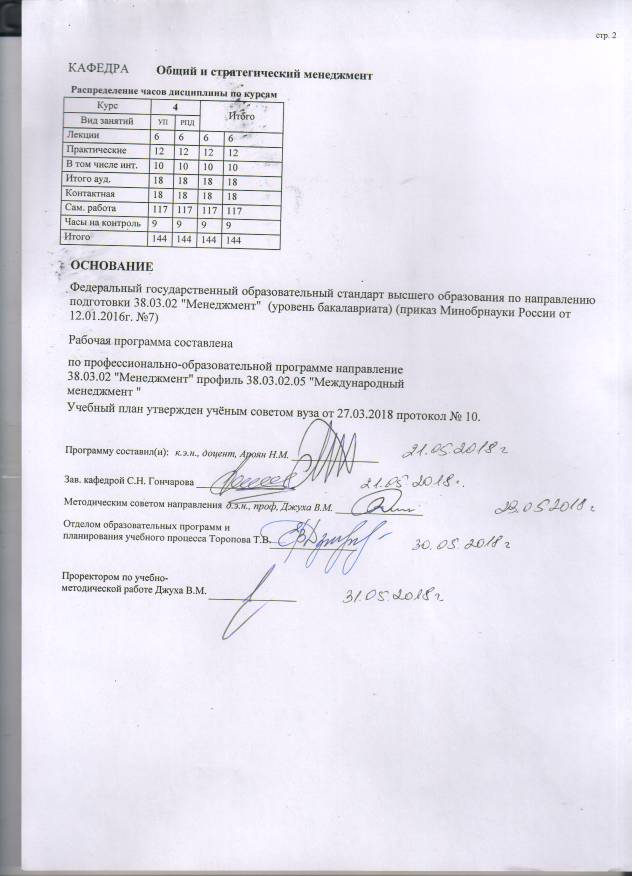 стр. 2
КАФЕДРА Общий и стратегический менеджмент
Распределение часов дисциплины по курсам
Курс 4 Итого
Вид занятий УП РПД
Лекции 6 6 6 6
Практические 12 12 12 12
В том числе инт. 10 10 10 10
Итого ауд. 18 18 18 18
Контактная 18 18 18 18
Сам. работа 117 117 117 117
Часы на контроль 9 9 9 9
Итого 144 144 144 144
ОСНОВАНИЕ
Федеральный государственный образовательный стандарт высшего образования по направлению
подготовки 38.03.02 "Менеджмент" (уровень бакалавриата) (приказ Минобрнауки России от
12.01.2016г. №7)
Рабочая программа составлена
по профессионально-образовательной программе направление
38.03.02 "Менеджмент" профиль 38.03.02.05 "Международный
менеджмент "
Учебный план утвержден учёным советом вуза от 27.03.2018 протокол № 10.
Программу составил(и): к.э.н., доцент, Ароян Н.М. 21.05.2018 г
Зав. кафедрой С.Н. Гончарова 21.05 2018г.
Методическим советом направления д.э.н., проф, Джуха В.М. 29.05 2018 г
Отделом образовательных программ и
планирования учебного процесса Торопова Т.В. 30.05.2018 г
Проректором по учебно-
методической работе Джуха В.М. 31.05.2018 г